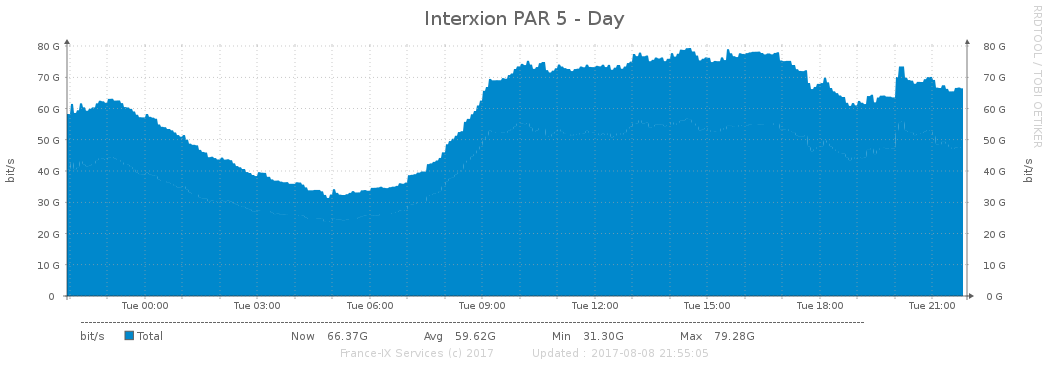 Interxion PAR 5 - Day
RRDTOOL / TOBI OETIKER
bit/s
80 G 80 G
70 G 70 G
60 G 60 G
50 G 50 G
40 G 40 G
30 G 30 G
20 G 20 G
10 G 10 G
0 0 G
bit/s
Tue 00:00 Tue 03:00 Tue 06:00 Tue 09:00 Tue 12:00 Tue 15:00 Tue 18:00 Tue 21:00
bit/s Total Now 66.37G Avg 59.62G Min 31.30G Max 79.28G
France-IX Services (c) 2017 Updated : 2017-08-08 21:55:05